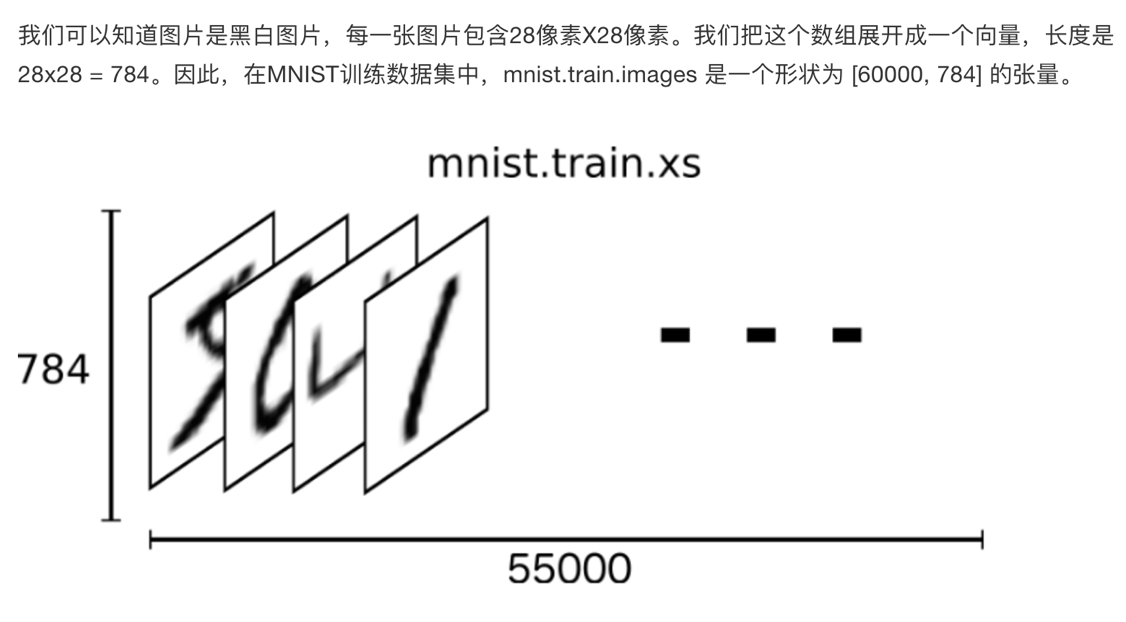 我们可以知道图片是黑白图片，每一张图片包含28像素X28像素。我们把这个数组展开成一个向量，长度是
28x28 = 784。因此，在MNIST训练数据集中，mnist.train.images 是一个形状为 [60000, 784] 的张量。
mnist.train.xs
784
55000